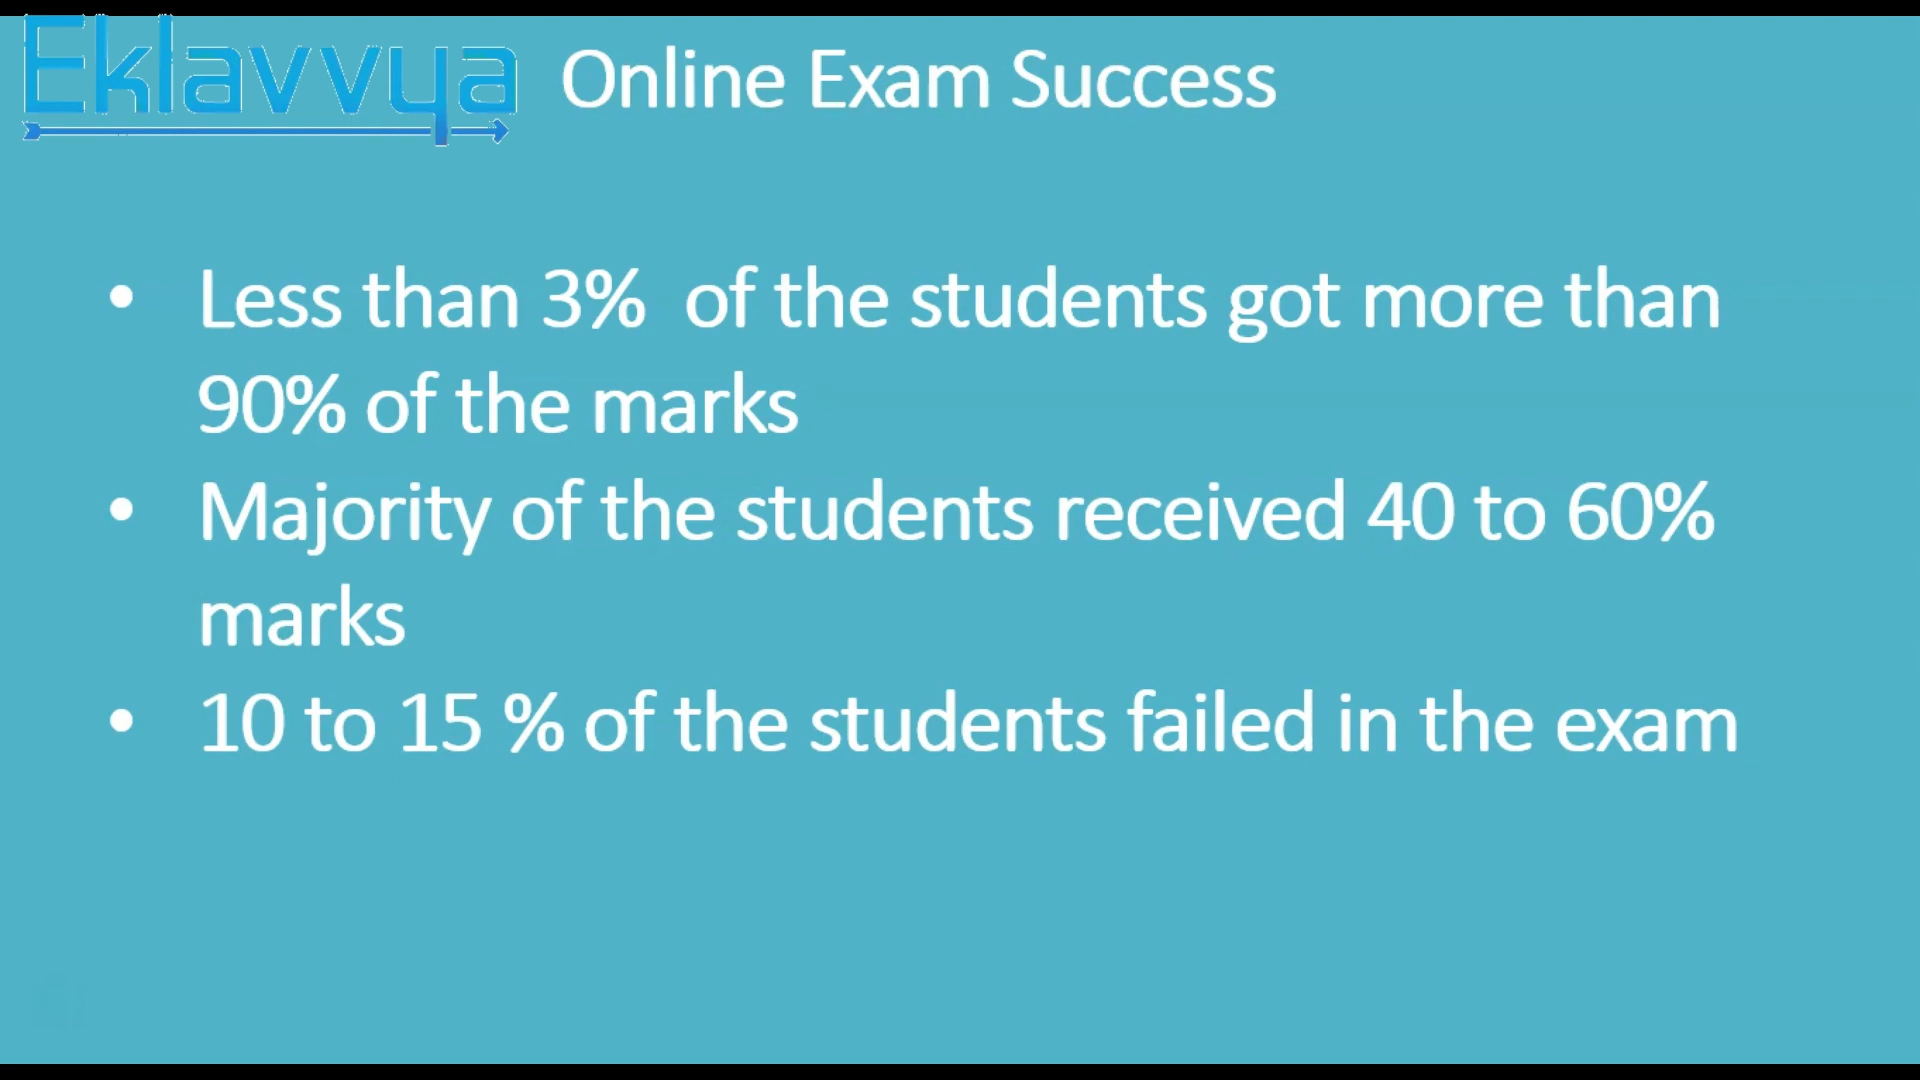 Eklavvya
Online Exam Success
• Less than 3% of the students got more than
90% of the marks
• Majority of the students received 40 to 60%
marks
• 10 to 15 % of the students failed in the exam